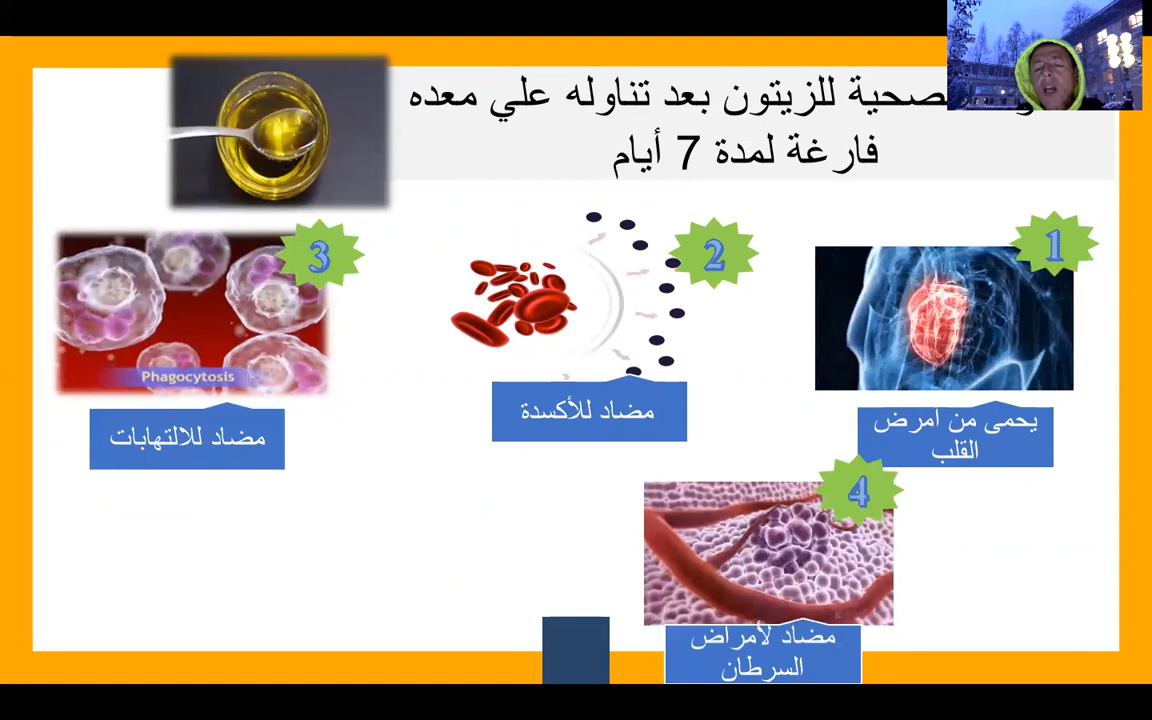 صحية للزيتون بعد تناوله علي معده
فارغة لمدة 7 أيام
1
يحمى من امرض
القلب
2
مضاد للأكسدة
3
Phagocytosis
مضاد للالتهابات
4
مضاد لأمراض
السرطان